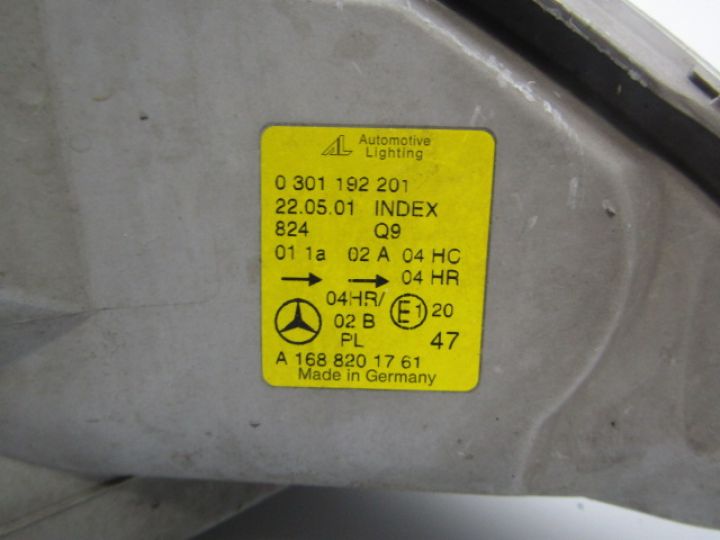 AL Automotive
Lighting
0 301 192 201
22.05.01 INDEX
824 Q9
01 1a 02 A 04 HC
04 HR
04HR/
02 B E1 20
PL 47
A 168 820 17 61
Made in Germany